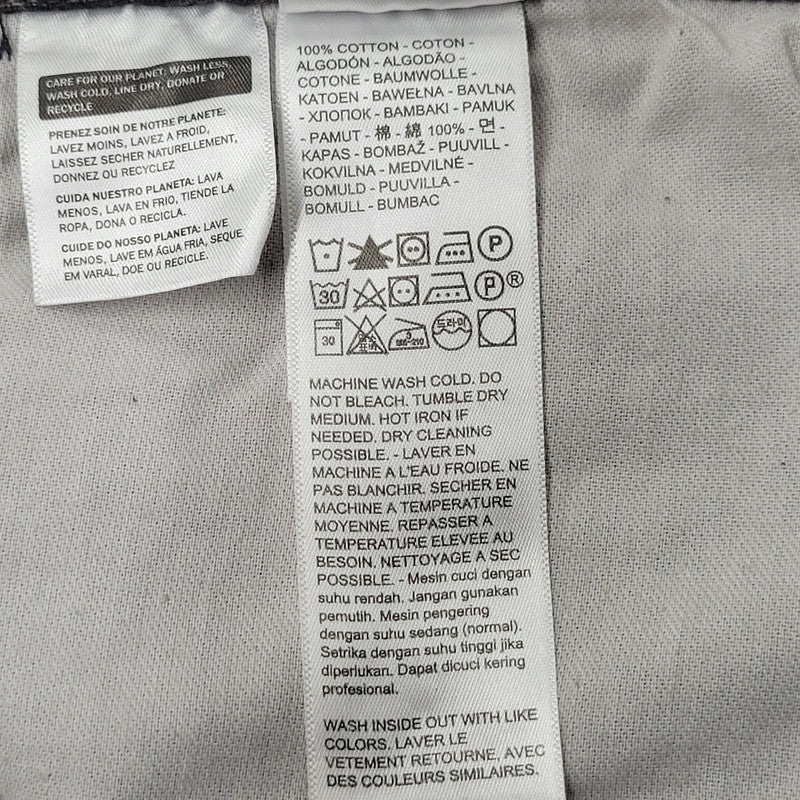 CARE FOR OUR PLANET: WASH LESS,
WASH COLD, LINE DRY, DONATE OR
RECYCLE
PRENEZ SOIN DE NOTRE PLANETE:
LAVEZ MOINS, LAVEZ A FROID,
LAISSEZ SECHER NATURELLEMENT,
DONNEZ OU RECYCLEZ
CUIDA NUESTRO PLANETA: LAVA
MENOS, LAVA EN FRIO, TIENDE LA
ROPA, DONA O RECICLA.
CUIDE DO NOSSO PLANETA: LAVE
MENOS, LAVE EM ÁGUA FRIA, SEQUE
EM VARAL, DOE OU RECICLE.
100% COTTON - COTON -
ALGODÓN - ALGODÃO -
COTONE - BAUMWOLLE -
KATOEN - BAWEŁNA - BAVLNA
- ХЛОПОК - BAMBAKI - PAMUK
- PAMUT - 棉 - 綿 100% - 면 -
KAPAS - BOMBAŽ - PUUVILL -
KOKVILNA - MEDVILNĖ -
BOMULD - PUUVILLA -
BOMULL - BUMBAC
P
30 P ®
30 3 180-210 드라이
MACHINE WASH COLD. DO
NOT BLEACH. TUMBLE DRY
MEDIUM. HOT IRON IF
NEEDED. DRY CLEANING
POSSIBLE. - LAVER EN
MACHINE A L'EAU FROIDE. NE
PAS BLANCHIR. SECHER EN
MACHINE A TEMPERATURE
MOYENNE. REPASSER A
TEMPERATURE ELEVEE AU
BESOIN. NETTOYAGE A SEC
POSSIBLE. - Mesin cuci dengan
suhu rendah. Jangan gunakan
pemutih. Mesin pengering
dengan suhu sedang (normal).
Setrika dengan suhu tinggi jika
diperlukan. Dapat dicuci kering
profesional.
WASH INSIDE OUT WITH LIKE
COLORS. LAVER LE
VETEMENT RETOURNE, AVEC
DES COULEURS SIMILAIRES.